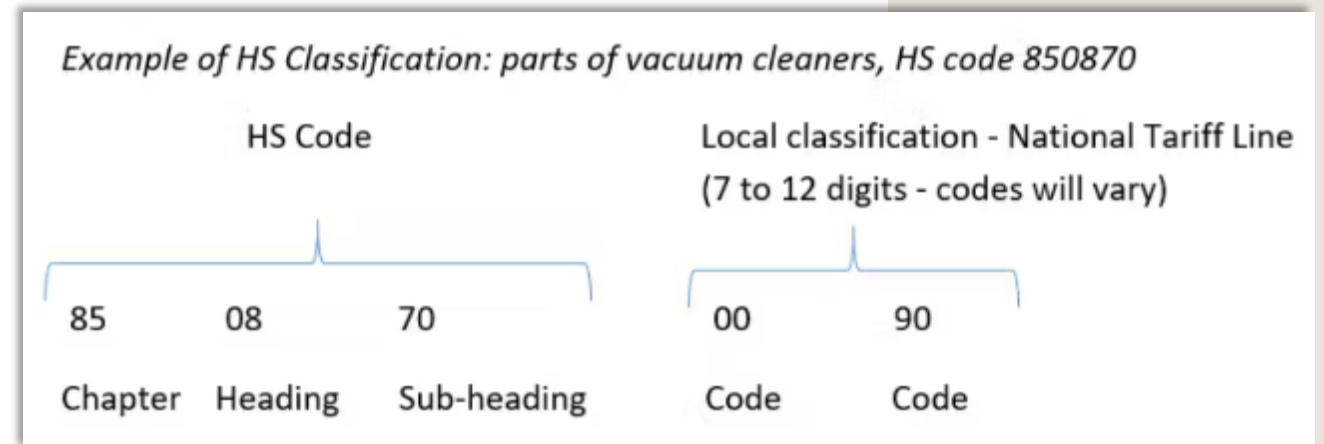 Example of HS Classification: parts of vacuum cleaners, HS code 850870
HS Code
Local classification - National Tariff Line
(7 to 12 digits - codes will vary)
85 08 70 00 90
Chapter Heading Sub-heading Code Code